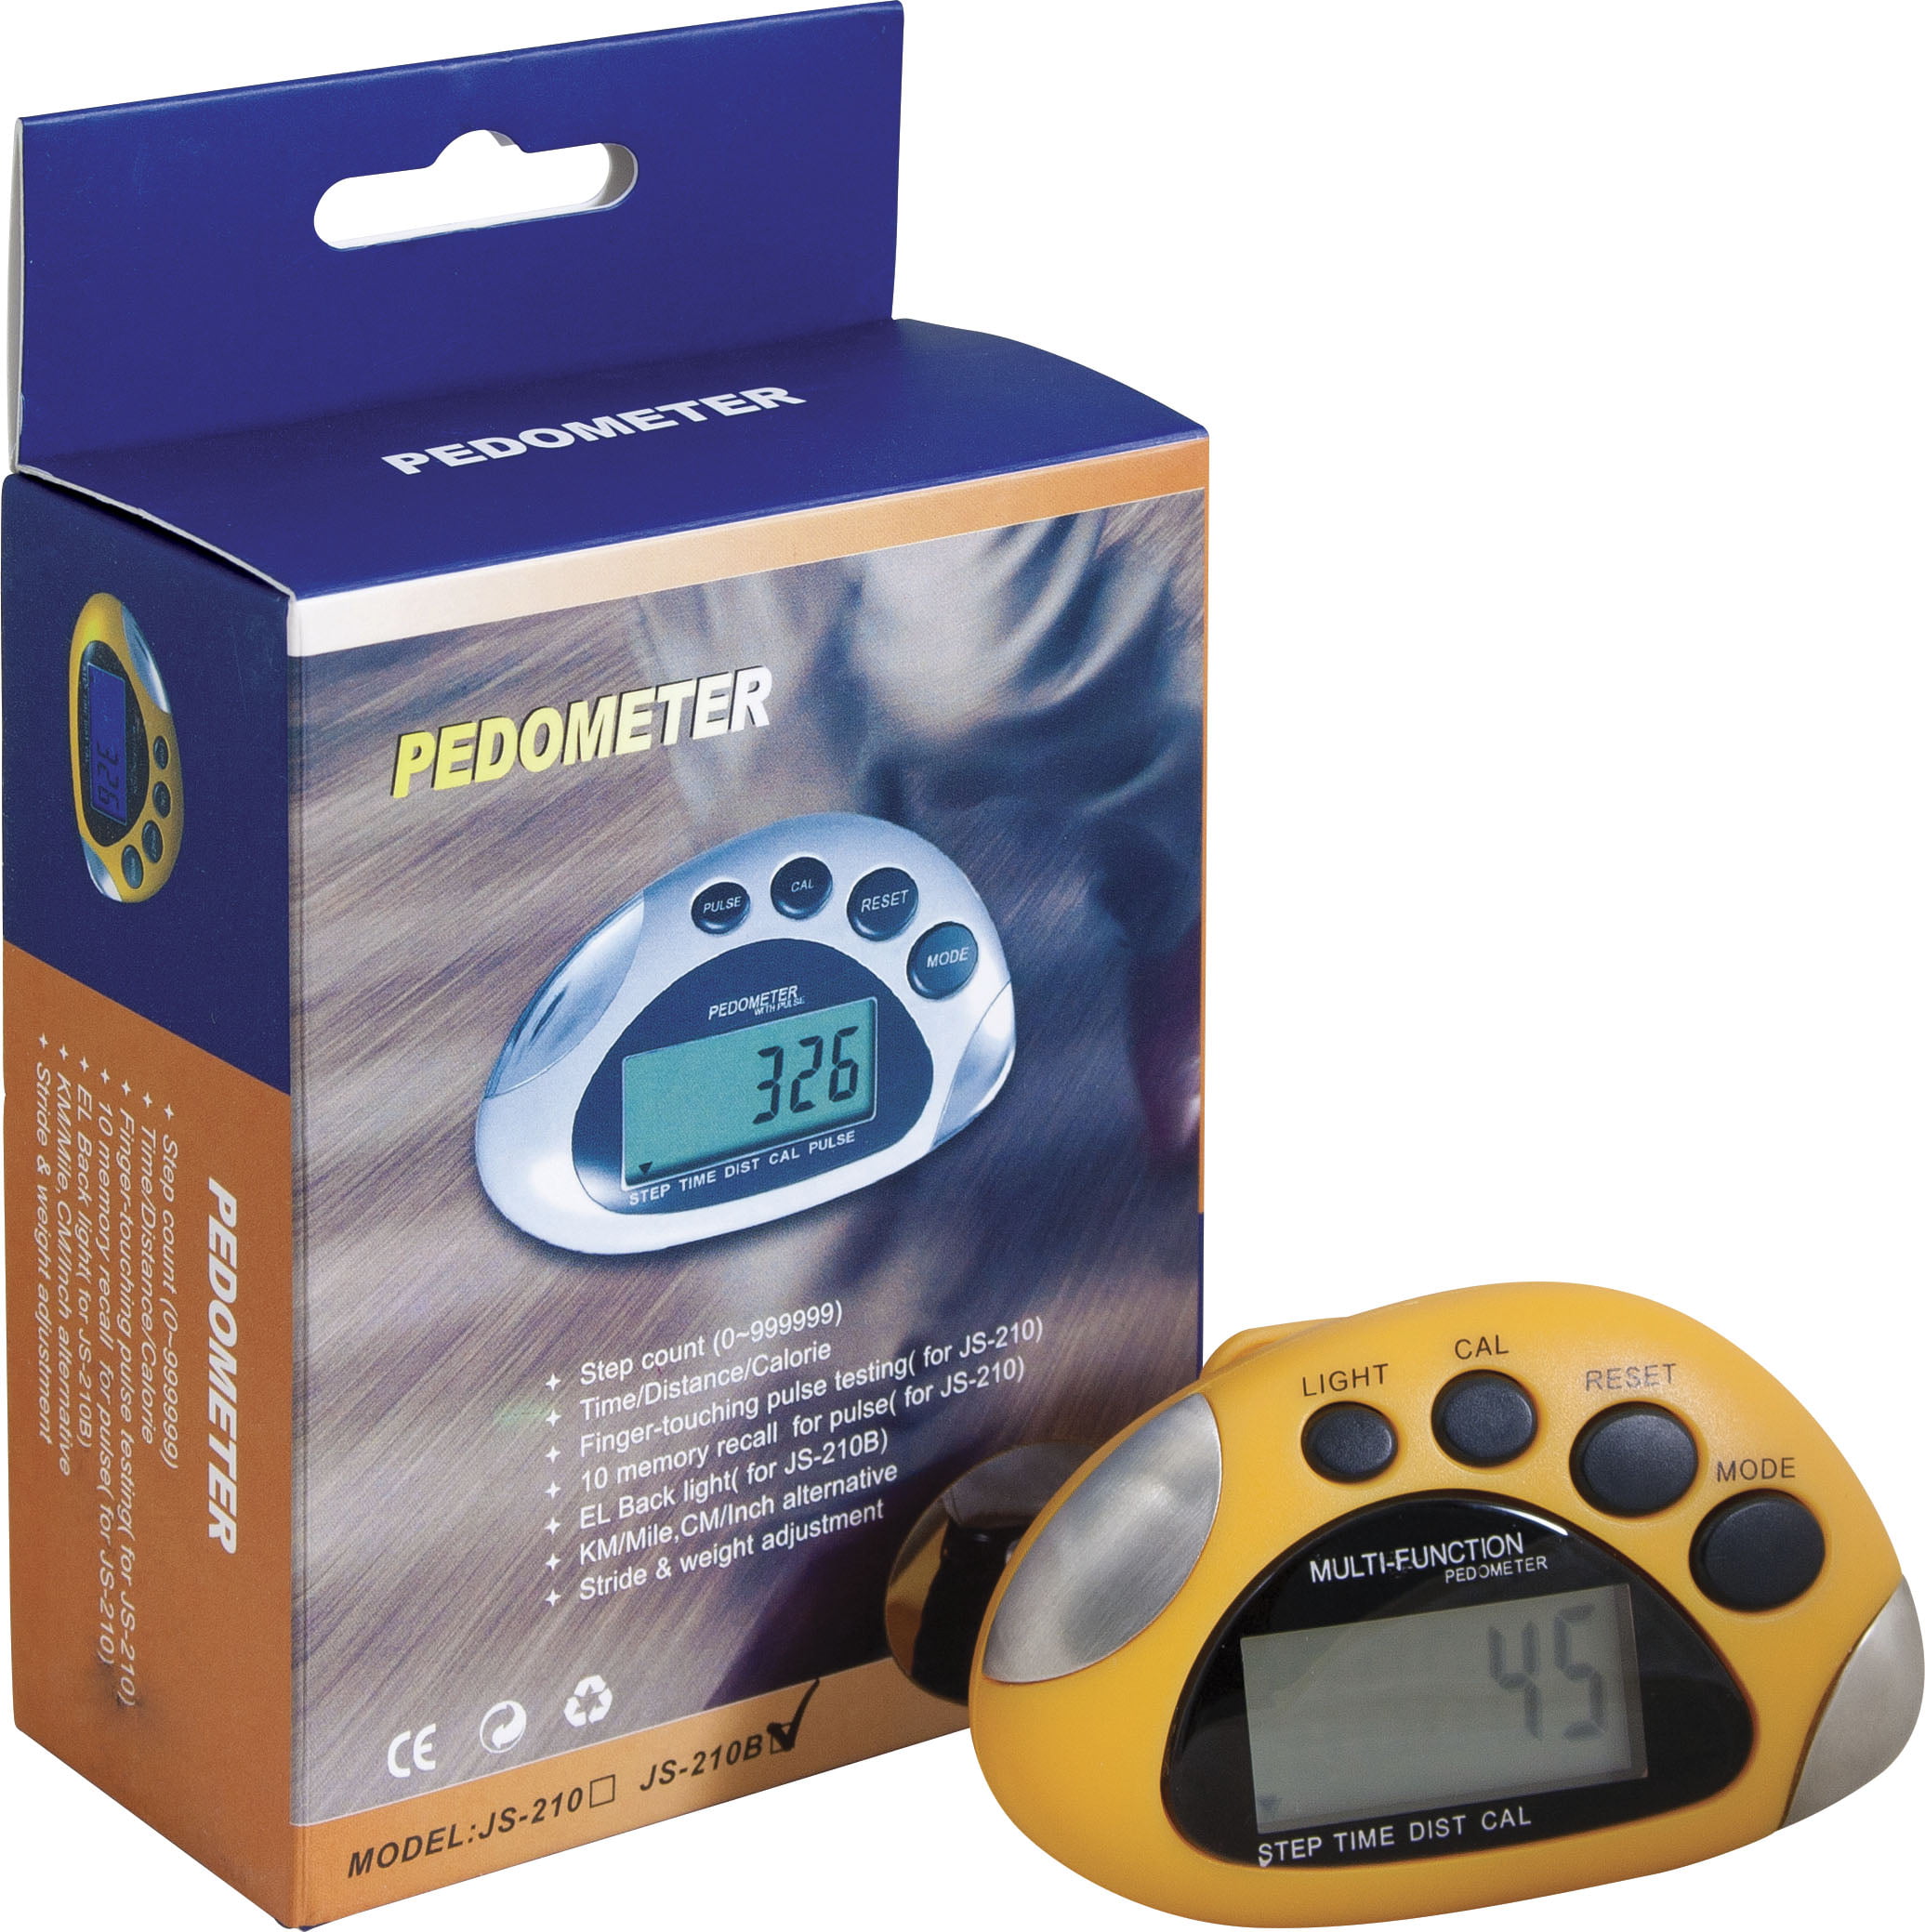 PEDOMETER
PEDOMETER
PULSE
CAL
RESET
MODE
PEDOMETER
WITH PULSE
326
STEP TIME DIST CAL PULSE
Step count (0~999999)
Time/Distance/Calorie
Finger-touching pulse testing( for JS-210)
10 memory recall for pulse( for JS-210)
EL Back light( for JS-210B)
KM/Mile,CM/Inch alternative
Stride & weight adjustment
CE
MODEL:JS-210 JS-210B
326
PEDOMETER
Step count (0~999999)
Time/Distance/Calorie
Finger-touching pulse testing( for JS-210)
10 memory recall for pulse( for JS-210)
EL Back light( for JS-210B)
KM/Mile,CM/Inch alternative
Stride & weight adjustment
LIGHT
CAL
RESET
MODE
MULTI-FUNCTION
PEDOMETER
45
STEP TIME DIST CAL